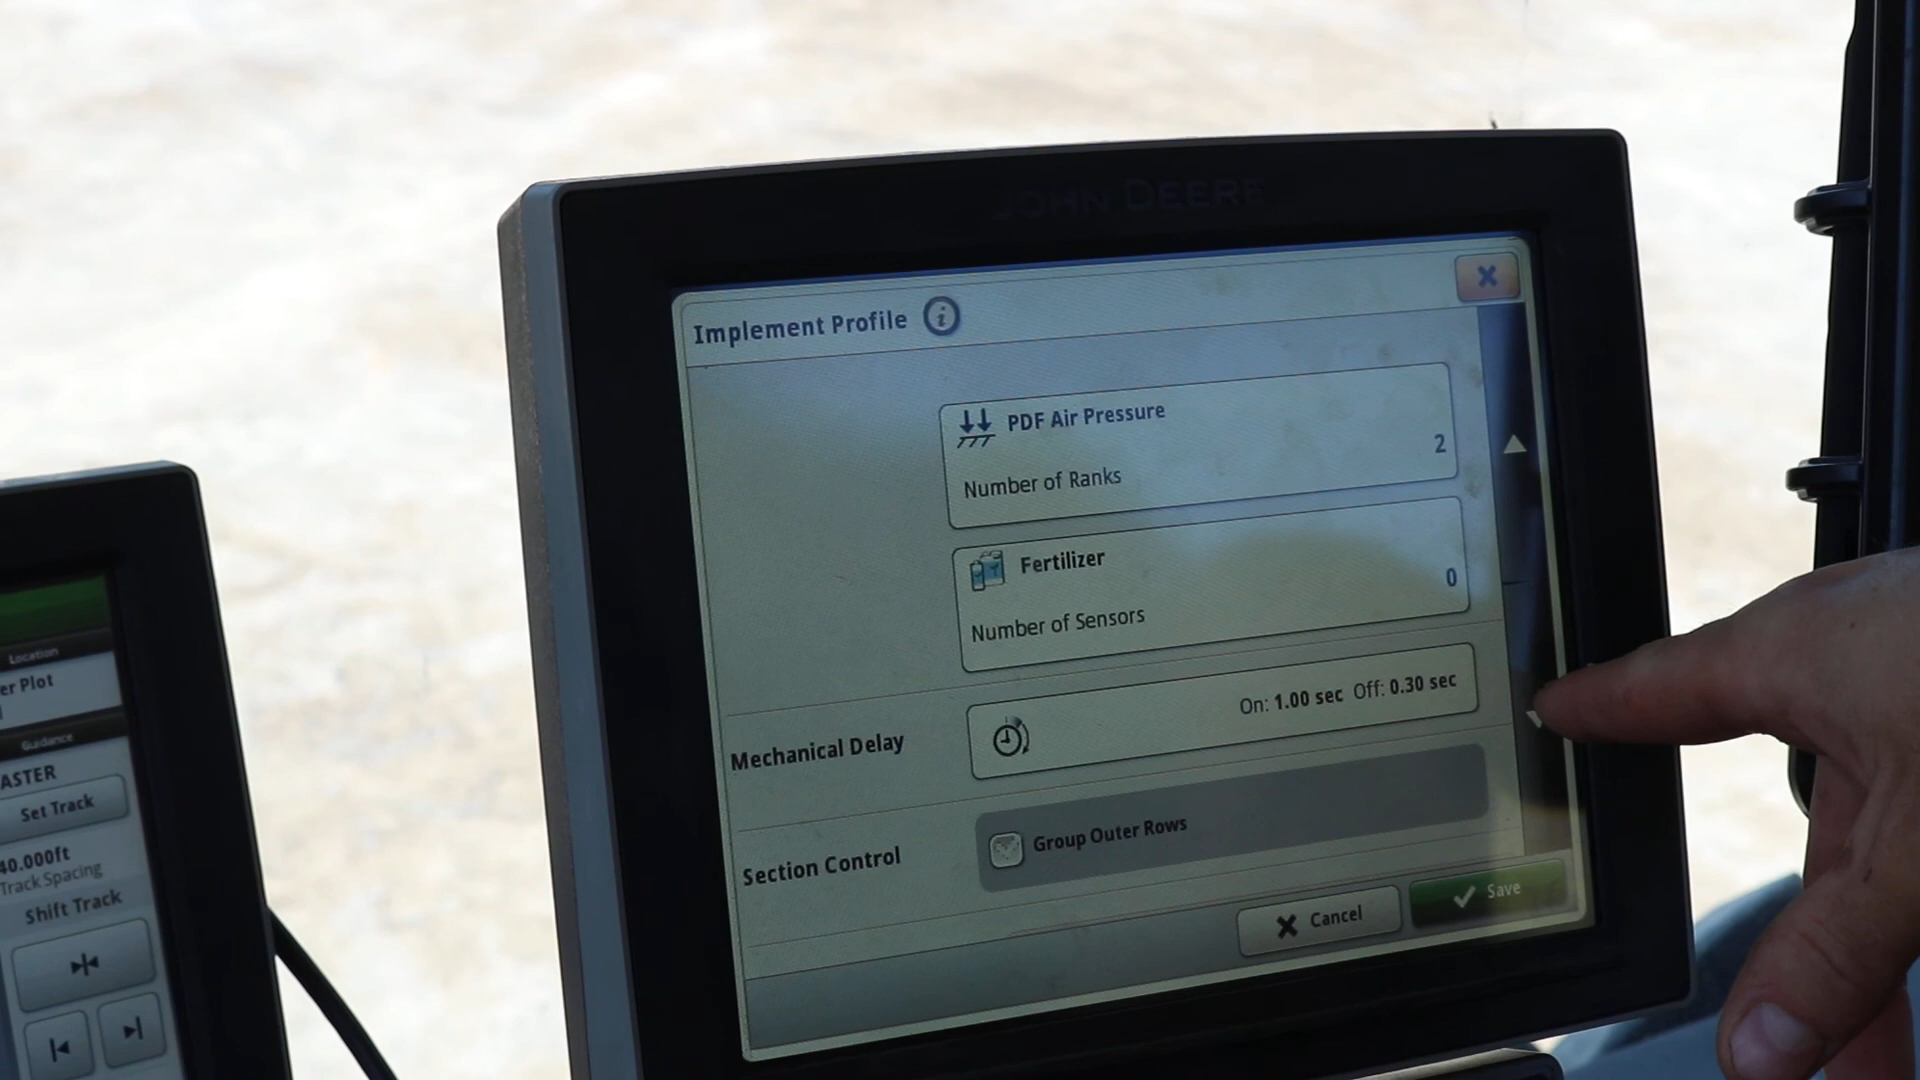 JOHN DEERE
Implement Profile
PDF Air Pressure
2
Number of Ranks
Fertilizer
0
Number of Sensors
Mechanical Delay
On: 1.00 sec Off: 0.30 sec
Section Control
Group Outer Rows
Cancel
Save
Location
er Plot
Guidance
ASTER
Set Track
40.000ft
Track Spacing
Shift Track